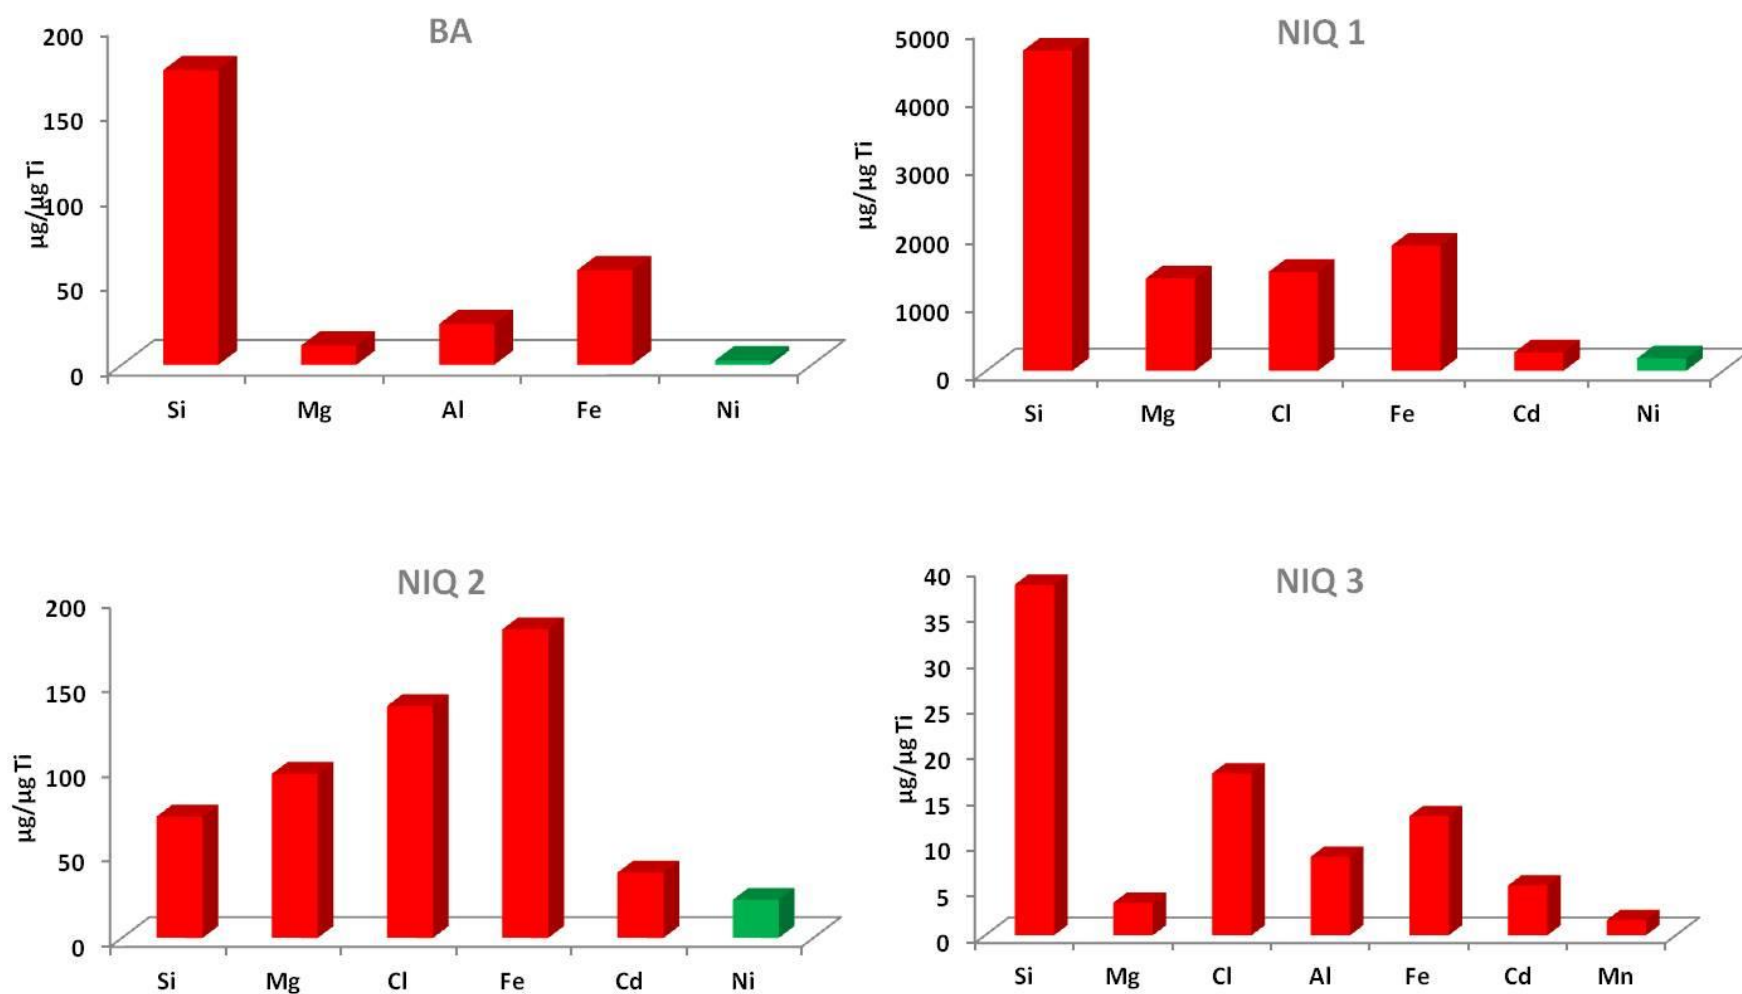 BA
200
150
100
50
0
µg/µg Ti
Si Mg Al Fe Ni
NIQ 1
5000
4000
3000
2000
1000
0
µg/µg Ti
Si Mg Cl Fe Cd Ni
NIQ 2
200
150
100
50
0
µg/µg Ti
Si Mg Cl Fe Cd Ni
NIQ 3
40
35
30
25
20
15
10
5
0
µg/µg Ti
Si Mg Cl Al Fe Cd Mn